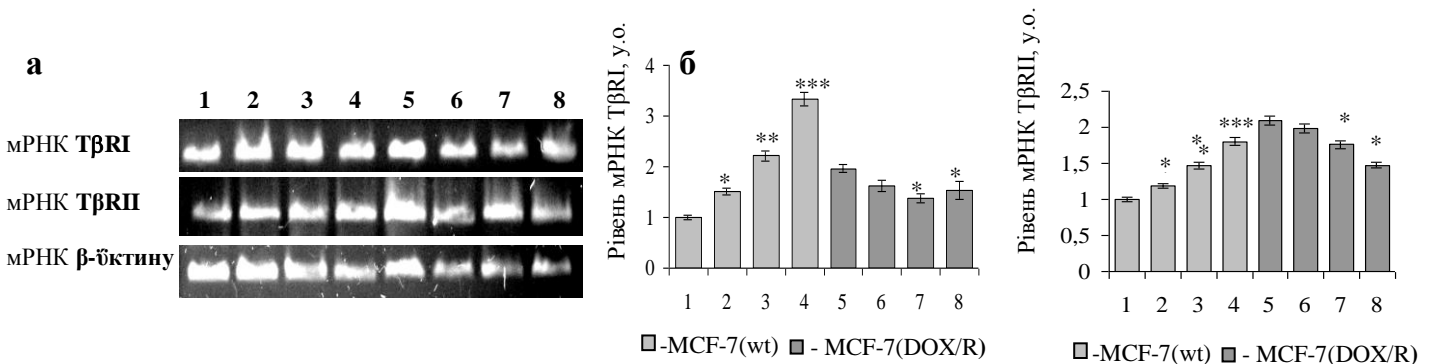 а
1 2 3 4 5 6 7 8
мРНК TβRI
мРНК TβRII
мРНК β-ΰктину
б
Рівень мРНК TβRI, у.о.
4
3
2
1
0
* ** *** * *
1 2 3 4 5 6 7 8
-MCF-7(wt) - MCF-7(DOX/R)
Рівень мРНК TβRII, у.о.
2,5
2
1,5
1
0,5
0
* ** *** * *
1 2 3 4 5 6 7 8
-MCF-7(wt) - MCF-7(DOX/R)